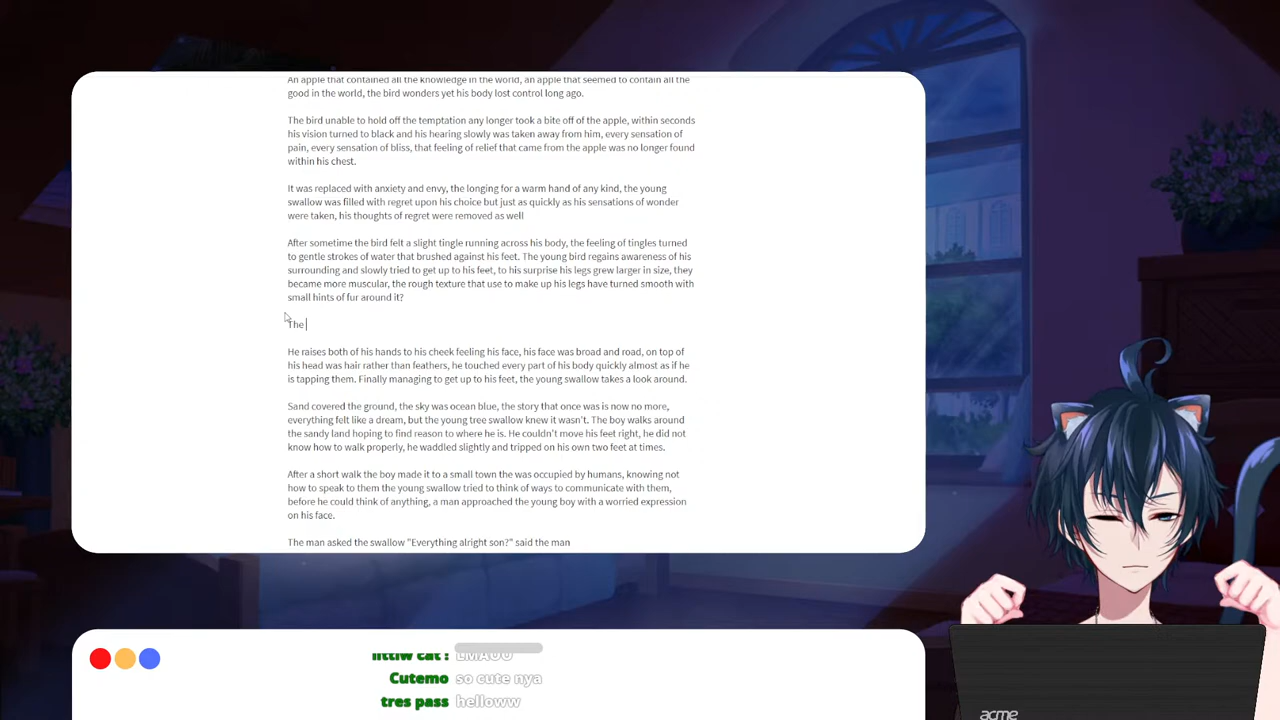 An apple that contained all the knowledge in the world, an apple that seemed to contain all the
good in the world, the bird wonders yet his body lost control long ago.
The bird unable to hold off the temptation any longer took a bite off of the apple, within seconds
his vision turned to black and his hearing slowly was taken away from him, every sensation of
pain, every sensation of bliss, that feeling of relief that came from the apple was no longer found
within his chest.
It was replaced with anxiety and envy, the longing for a warm hand of any kind, the young
swallow was filled with regret upon his choice but just as quickly as his sensations of wonder
were taken, his thoughts of regret were removed as well
After sometime the bird felt a slight tingle running across his body, the feeling of tingles turned
to gentle strokes of water that brushed against his feet. The young bird regains awareness of his
surrounding and slowly tried to get up to his feet, to his surprise his legs grew larger in size, they
became more muscular, the rough texture that use to make up his legs have turned smooth with
small hints of fur around it?
The
He raises both of his hands to his cheek feeling his face, his face was broad and road, on top of
his head was hair rather than feathers, he touched every part of his body quickly almost as if he
is tapping them. Finally managing to get up to his feet, the young swallow takes a look around.
Sand covered the ground, the sky was ocean blue, the story that once was is now no more,
everything felt like a dream, but the young tree swallow knew it wasn't. The boy walks around
the sandy land hoping to find reason to where he is. He couldn't move his feet right, he did not
know how to walk properly, he waddled slightly and tripped on his own two feet at times.
After a short walk the boy made it to a small town the was occupied by humans, knowing not
how to speak to them the young swallow tried to think of ways to communicate with them,
before he could think of anything, a man approached the young boy with a worried expression
on his face.
The man asked the swallow "Everything alright son?" said the man
littlw cat : LMAOO
Cutemo so cute nya
tres pass helloww
acme